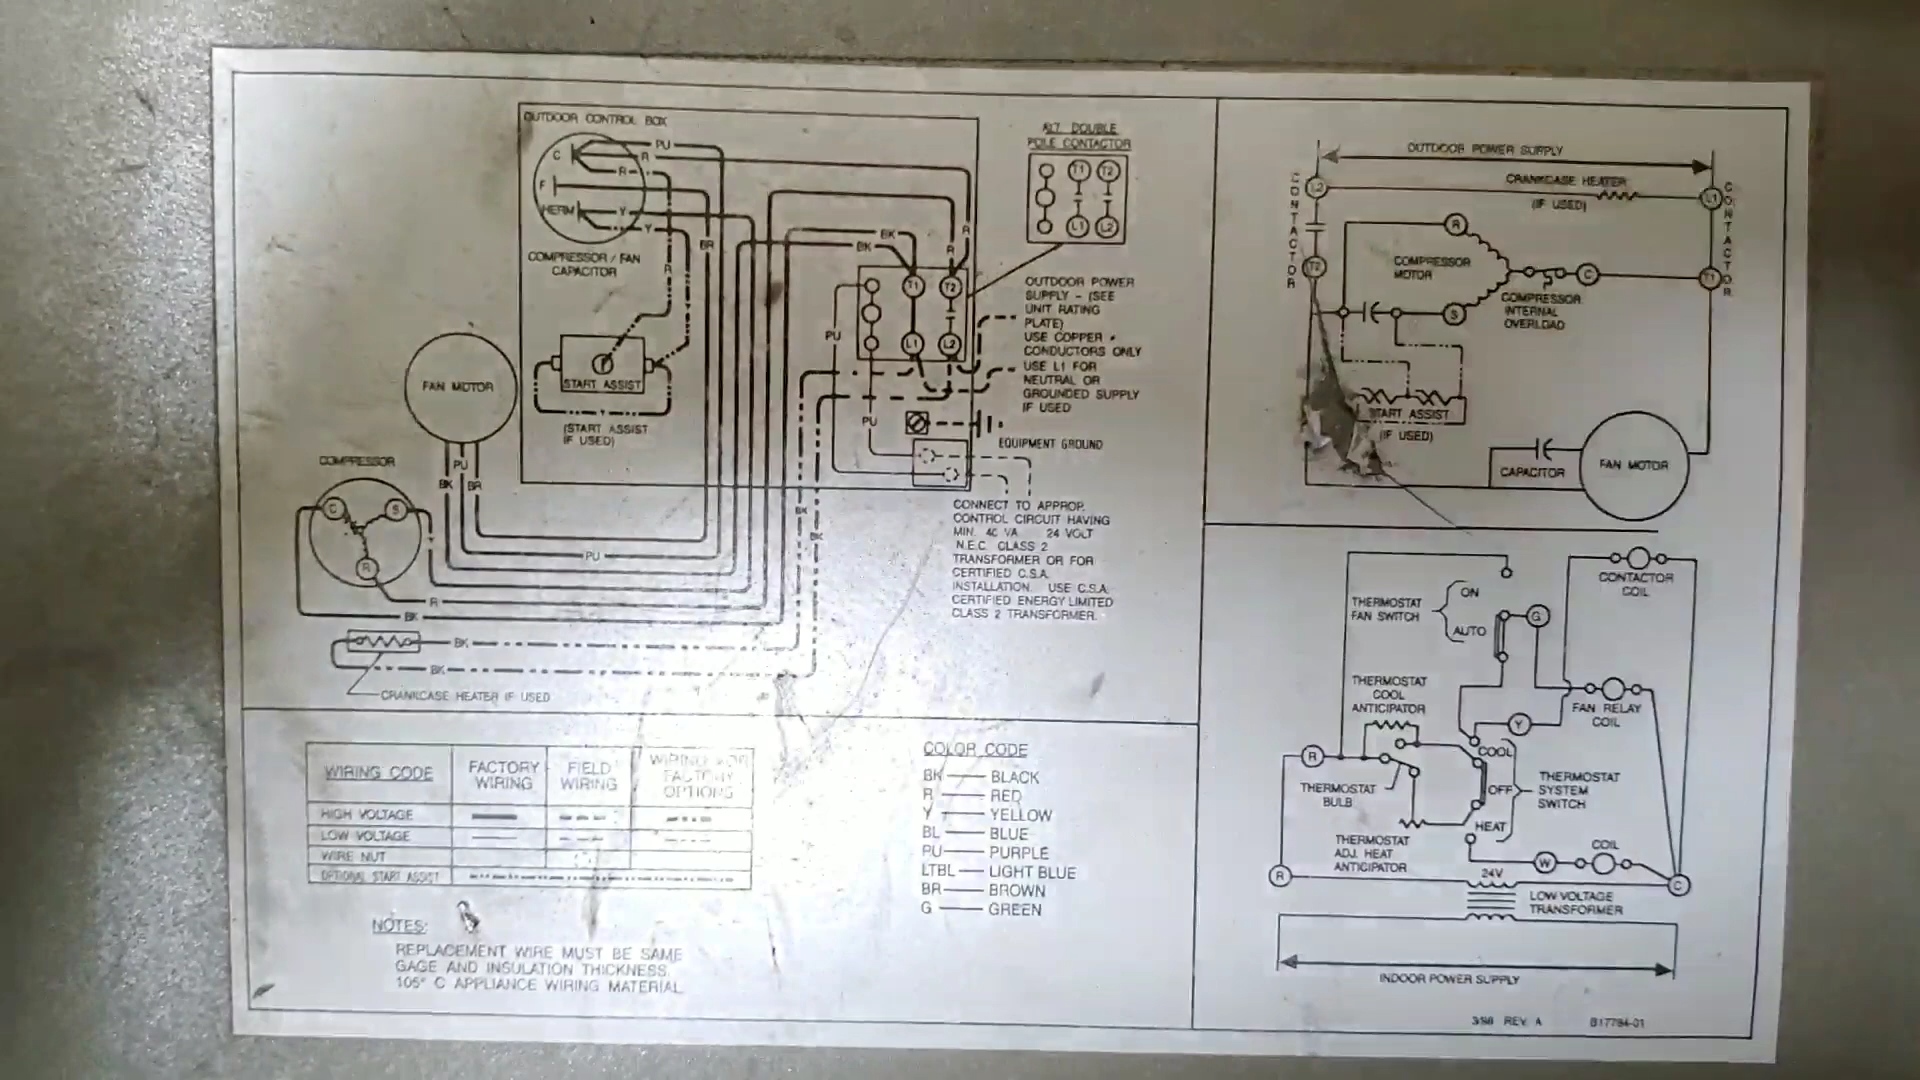 OUTDOOR CONTROL BOX
C
F
HERM
PU
R
R
Y
Y
R
BR
BK
BK
R
R
COMPRESSOR / FAN
CAPACITOR
START ASSIST
Y
(START ASSIST
IF USED)
T1
T2
L1
L2
PU
PU
A17 DOUBLE
POLE CONTACTOR
T1
T2
L1
L2
OUTDOOR POWER
SUPPLY - (SEE
UNIT RATING
PLATE)
USE COPPER
CONDUCTORS ONLY
USE L1 FOR
NEUTRAL OR
GROUNDED SUPPLY
IF USED
EQUIPMENT GROUND
CONNECT TO APPROP.
CONTROL CIRCUIT HAVING
MIN. 40 VA 24 VOLT
N.E.C. CLASS 2
TRANSFORMER OR FOR
CERTIFIED C.S.A.
INSTALLATION. USE C.S.A.
CERTIFIED ENERGY LIMITED
CLASS 2 TRANSFORMER.
FAN MOTOR
BK
PU
BR
COMPRESSOR
C
S
R
Y
PU
R
BK
BK
BK
BK
BK
CRANKCASE HEATER IF USED
WIRING CODE
FACTORY
WIRING
FIELD
WIRING
WIRING FOR
FACTORY
OPTIONS
HIGH VOLTAGE
LOW VOLTAGE
WIRE NUT
OPTIONAL START ASSIST
NOTES:
REPLACEMENT WIRE MUST BE SAME
GAGE AND INSULATION THICKNESS.
105° C APPLIANCE WIRING MATERIAL
COLOR CODE
BK BLACK
R RED
Y YELLOW
BL BLUE
PU PURPLE
LTBL LIGHT BLUE
BR BROWN
G GREEN
OUTDOOR POWER SUPPLY
CONTACTOR
L2
T2
CRANKCASE HEATER
(IF USED)
L1
CONTACTOR
T1
R
COMPRESSOR
MOTOR
C
S
COMPRESSOR
INTERNAL
OVERLOAD
START ASSIST
(IF USED)
CAPACITOR
FAN MOTOR
CONTACTOR
COIL
THERMOSTAT
FAN SWITCH
ON
AUTO
G
FAN RELAY
COIL
THERMOSTAT
COOL
ANTICIPATOR
Y
R
THERMOSTAT
BULB
COOL
OFF
HEAT
THERMOSTAT
SYSTEM
SWITCH
THERMOSTAT
ADJ. HEAT
ANTICIPATOR
W
COIL
R
24V
C
LOW VOLTAGE
TRANSFORMER
INDOOR POWER SUPPLY
3/98 REV. A
B17784-01